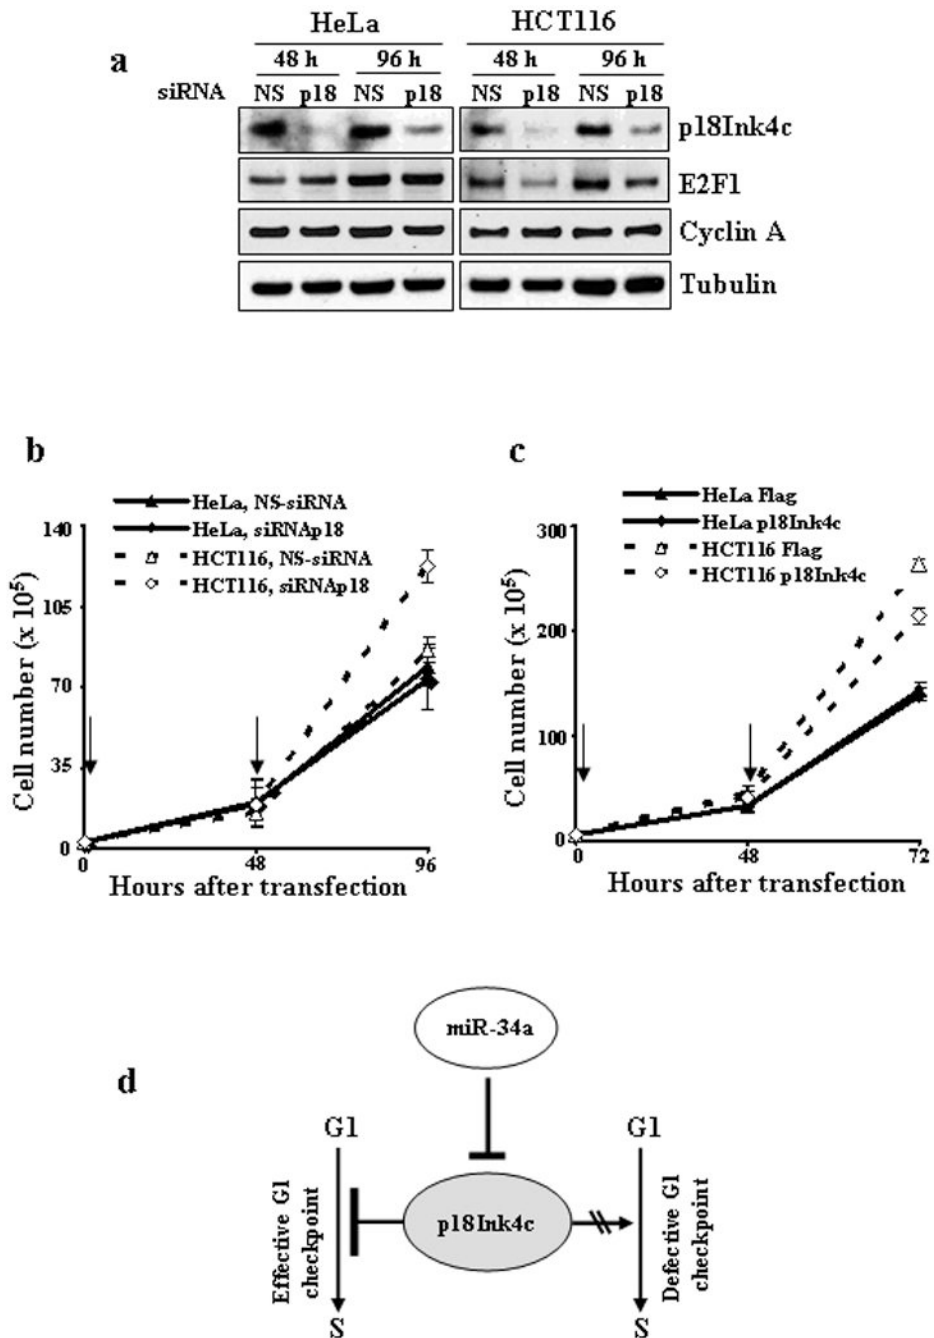 HeLa HCT116
a
48 h 96 h 48 h 96 h
siRNA NS p18 NS p18 NS p18 NS p18
p18Ink4c
E2F1
Cyclin A
Tubulin
b
HeLa, NS-siRNA
HeLa, siRNAp18
HCT116, NS-siRNA
HCT116, siRNAp18
Cell number (x 10⁵)
140
105
70
35
0
0 48 96
Hours after transfection
c
HeLa Flag
HeLa p18Ink4c
HCT116 Flag
HCT116 p18Ink4c
Cell number (x 10⁵)
300
200
100
0
0 48 72
Hours after transfection
d
miR-34a
G1 G1
Effective G1
checkpoint
p18Ink4c
Defective G1
checkpoint
S S